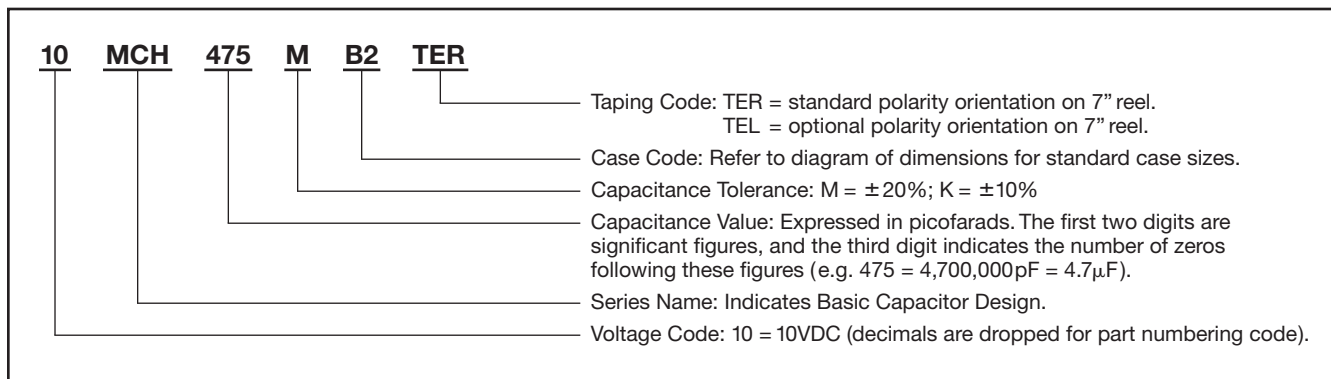 10 MCH 475 M B2 TER
Taping Code: TER = standard polarity orientation on 7” reel.
TEL = optional polarity orientation on 7” reel.
Case Code: Refer to diagram of dimensions for standard case sizes.
Capacitance Tolerance: M = ±20%; K = ±10%
Capacitance Value: Expressed in picofarads. The first two digits are
significant figures, and the third digit indicates the number of zeros
following these figures (e.g. 475 = 4,700,000pF = 4.7μF).
Series Name: Indicates Basic Capacitor Design.
Voltage Code: 10 = 10VDC (decimals are dropped for part numbering code).